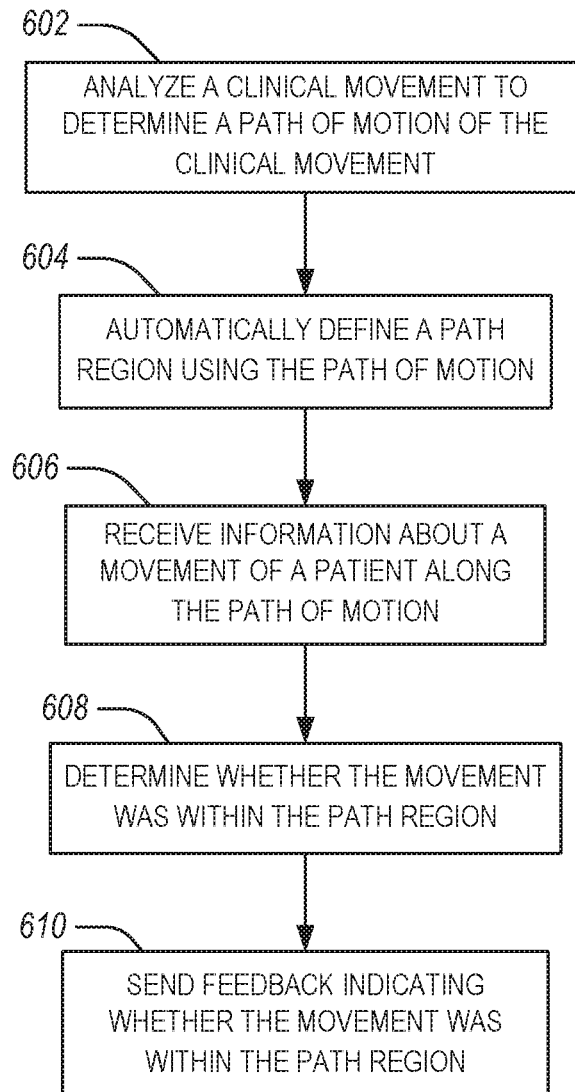 602
ANALYZE A CLINICAL MOVEMENT TO
DETERMINE A PATH OF MOTION OF THE
CLINICAL MOVEMENT
604
AUTOMATICALLY DEFINE A PATH
REGION USING THE PATH OF MOTION
606
RECEIVE INFORMATION ABOUT A
MOVEMENT OF A PATIENT ALONG
THE PATH OF MOTION
608
DETERMINE WHETHER THE MOVEMENT
WAS WITHIN THE PATH REGION
610
SEND FEEDBACK INDICATING
WHETHER THE MOVEMENT WAS
WITHIN THE PATH REGION